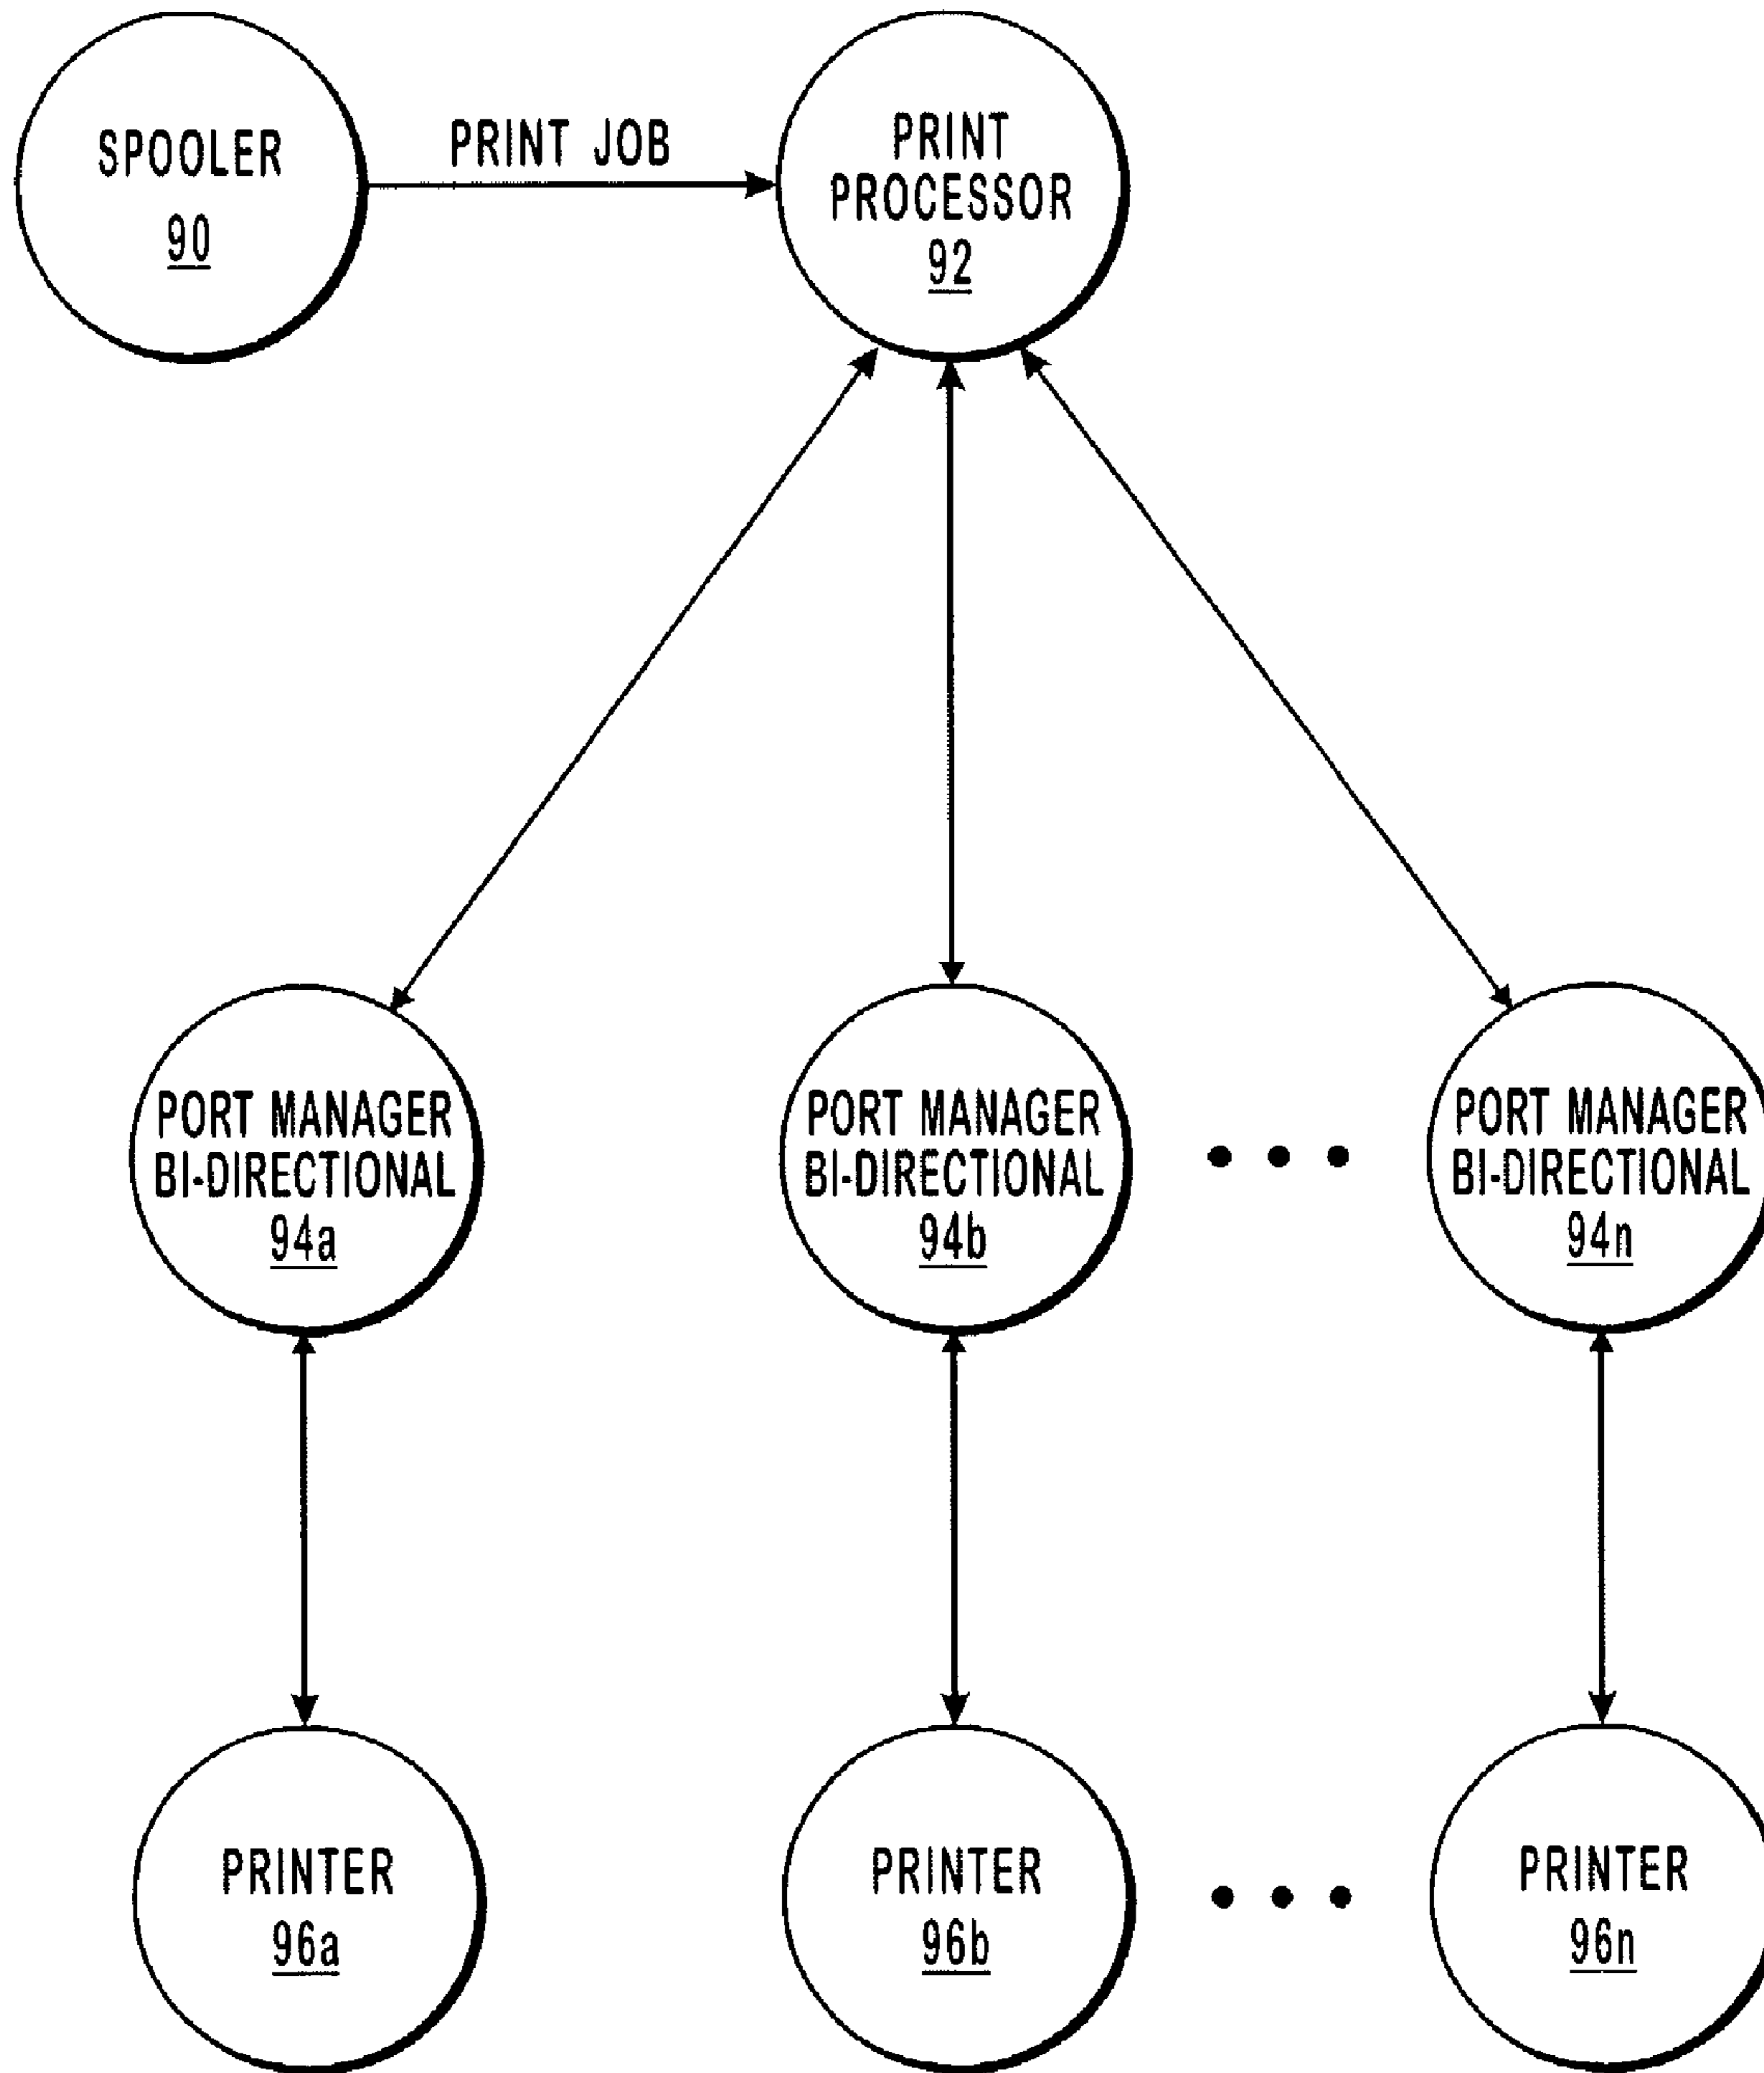 SPOOLER
90
PRINT JOB
PRINT
PROCESSOR
92
PORT MANAGER
BI-DIRECTIONAL
94a
PORT MANAGER
BI-DIRECTIONAL
94b
PORT MANAGER
BI-DIRECTIONAL
94n
PRINTER
96a
PRINTER
96b
PRINTER
96n